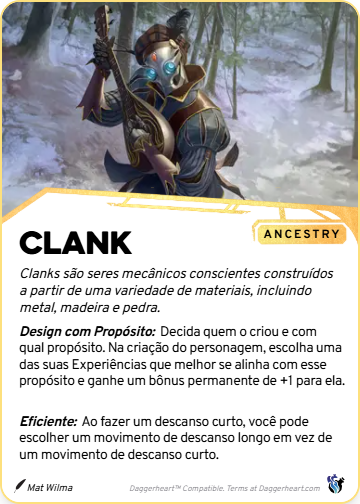 CLANK
ANCESTRY
Clanks são seres mecânicos conscientes construídos
a partir de uma variedade de materiais, incluindo
metal, madeira e pedra.
Design com Propósito: Decida quem o criou e com
qual propósito. Na criação do personagem, escolha uma
das suas Experiências que melhor se alinha com esse
propósito e ganhe um bônus permanente de +1 para ela.
Eficiente: Ao fazer um descanso curto, você pode
escolher um movimento de descanso longo em vez de
um movimento de descanso curto.
Mat Wilma
Daggerheart™ Compatible. Terms at Daggerheart.com